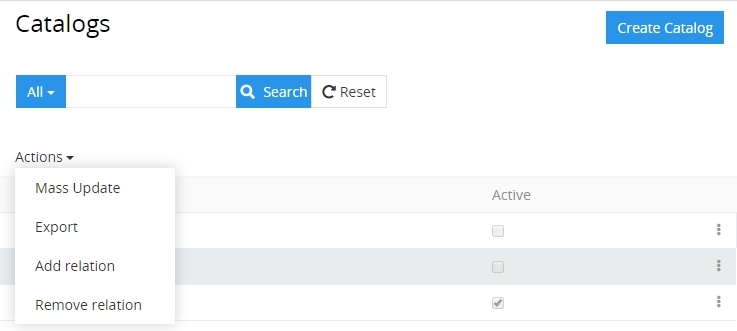 Catalogs
Create Catalog
All
Search
Reset
Actions
Mass Update
Active
Export
Add relation
Remove relation